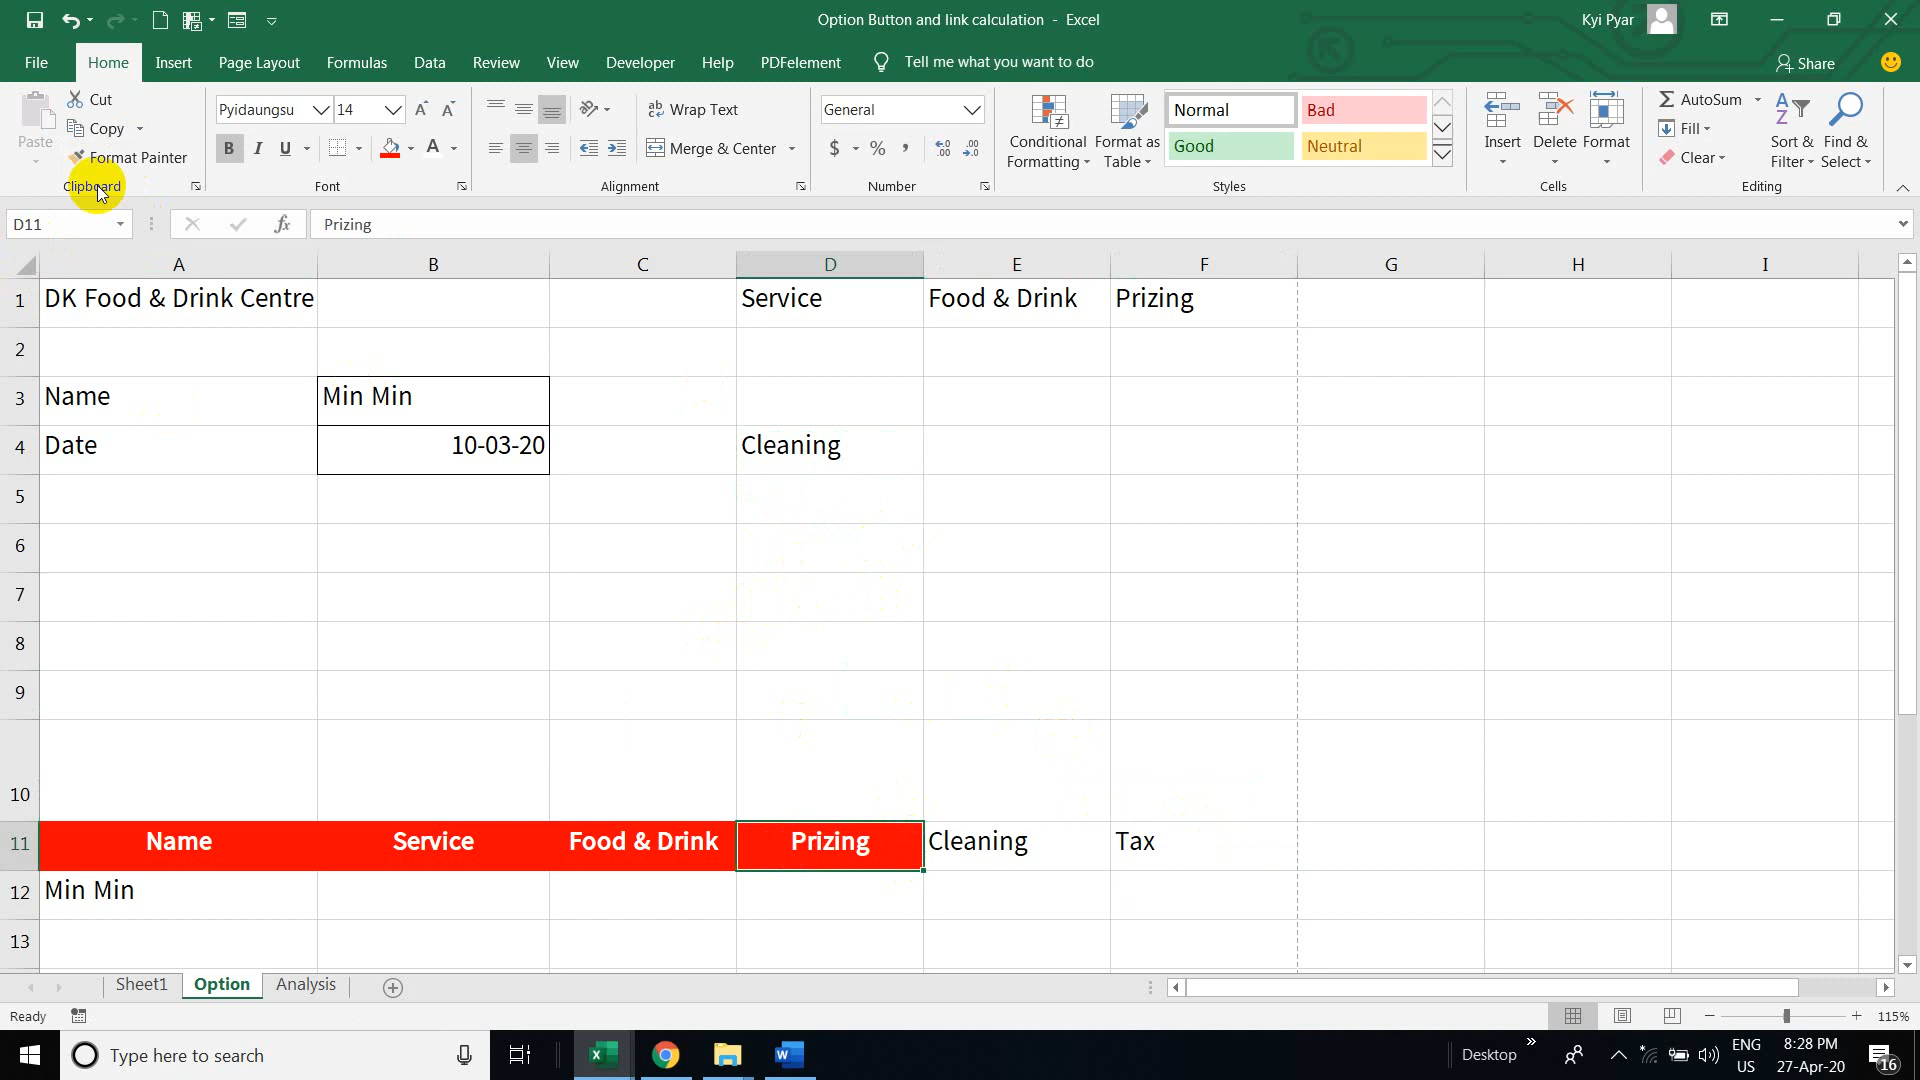 Option Button and link calculation - Excel
Kyi Pyar
File Home Insert Page Layout Formulas Data Review View Developer Help PDFelement Tell me what you want to do Share
Paste
Cut
Copy
Format Painter
Clipboard
Pyidaungsu 14
B I U A
Font
Wrap Text
Merge & Center
Alignment
General
$ % ,
Number
Conditional Formatting
Format as Table
Normal Bad
Good Neutral
Styles
Insert Delete Format
Cells
AutoSum
Fill
Clear
Sort & Filter
Find & Select
Editing
D11 fx Prizing
A B C D E F G H I
1 DK Food & Drink Centre Service Food & Drink Prizing
2
3 Name Min Min
4 Date 10-03-20 Cleaning
5
6
7
8
9
10
11 Name Service Food & Drink Prizing Cleaning Tax
12 Min Min
13
Sheet1 Option Analysis
Ready 115%
Type here to search
Desktop
ENG
US
8:28 PM
27-Apr-20
16